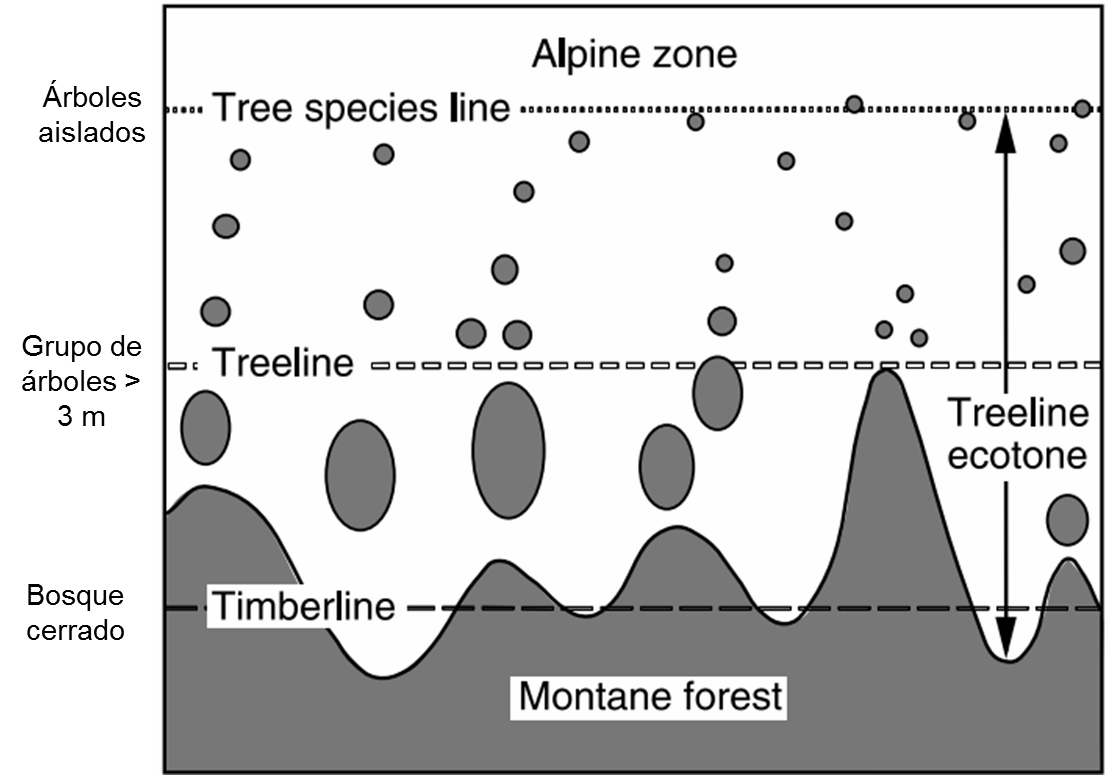 Alpine zone
Árboles
aislados
Tree species line
Grupo de
árboles >
3 m
Treeline
Treeline
ecotone
Bosque
cerrado
Timberline
Montane forest